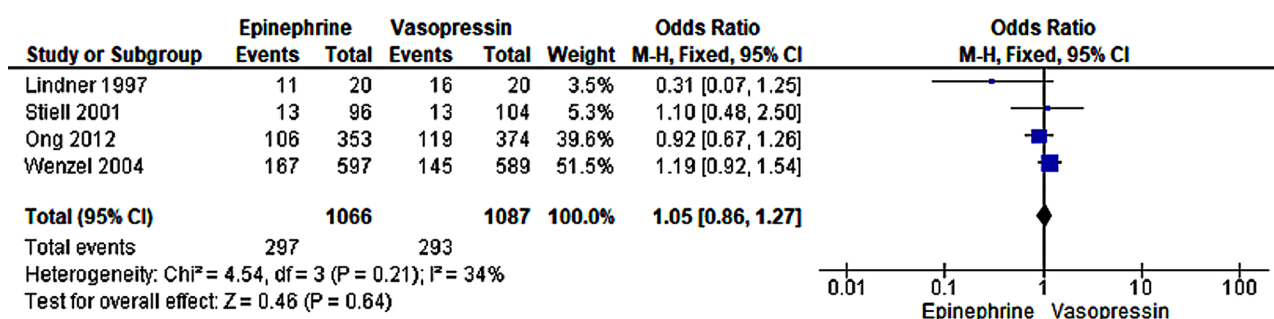 Epinephrine Vasopressin Odds Ratio Odds Ratio
Study or Subgroup Events Total Events Total Weight M-H, Fixed, 95% CI M-H, Fixed, 95% CI
Lindner 1997 11 20 16 20 3.5% 0.31 [0.07, 1.25]
Stiell 2001 13 96 13 104 5.3% 1.10 [0.48, 2.50]
Ong 2012 106 353 119 374 39.6% 0.92 [0.67, 1.26]
Wenzel 2004 167 597 145 589 51.5% 1.19 [0.92, 1.54]
Total (95% CI) 1066 1087 100.0% 1.05 [0.86, 1.27]
Total events 297 293
Heterogeneity: Chi² = 4.54, df = 3 (P = 0.21); I² = 34%
Test for overall effect: Z = 0.46 (P = 0.64)
0.01 0.1 1 10 100
Epinephrine Vasopressin